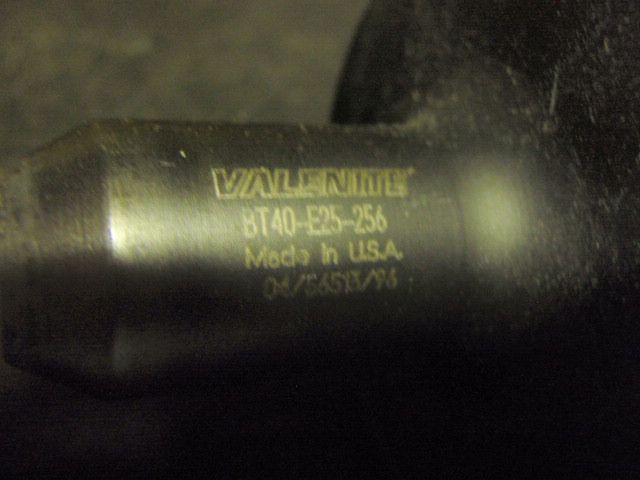 VALENITE
BT40-E25-256
Made in U.S.A.